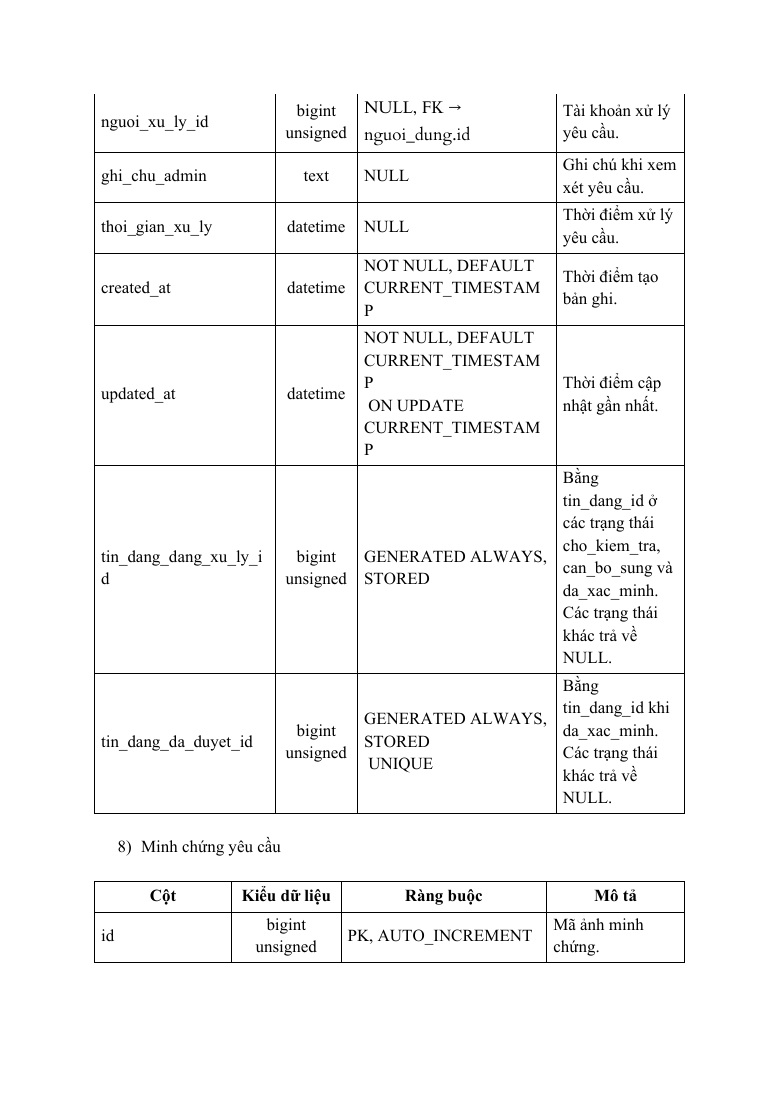 nguoi_xu_ly_id
bigint
unsigned
NULL, FK →
nguoi_dung.id
Tài khoản xử lý
yêu cầu.
ghi_chu_admin
text
NULL
Ghi chú khi xem
xét yêu cầu.
thoi_gian_xu_ly
datetime
NULL
Thời điểm xử lý
yêu cầu.
created_at
datetime
NOT NULL, DEFAULT
CURRENT_TIMESTAM
P
Thời điểm tạo
bản ghi.
updated_at
datetime
NOT NULL, DEFAULT
CURRENT_TIMESTAM
P
ON UPDATE
CURRENT_TIMESTAM
P
Thời điểm cập
nhật gần nhất.
tin_dang_dang_xu_ly_i
d
bigint
unsigned
GENERATED ALWAYS,
STORED
Bằng
tin_dang_id ở
các trạng thái
cho_kiem_tra,
can_bo_sung và
da_xac_minh.
Các trạng thái
khác trả về
NULL.
tin_dang_da_duyet_id
bigint
unsigned
GENERATED ALWAYS,
STORED
UNIQUE
Bằng
tin_dang_id khi
da_xac_minh.
Các trạng thái
khác trả về
NULL.
8) Minh chứng yêu cầu
Cột
Kiểu dữ liệu
Ràng buộc
Mô tả
id
bigint
unsigned
PK, AUTO_INCREMENT
Mã ảnh minh
chứng.